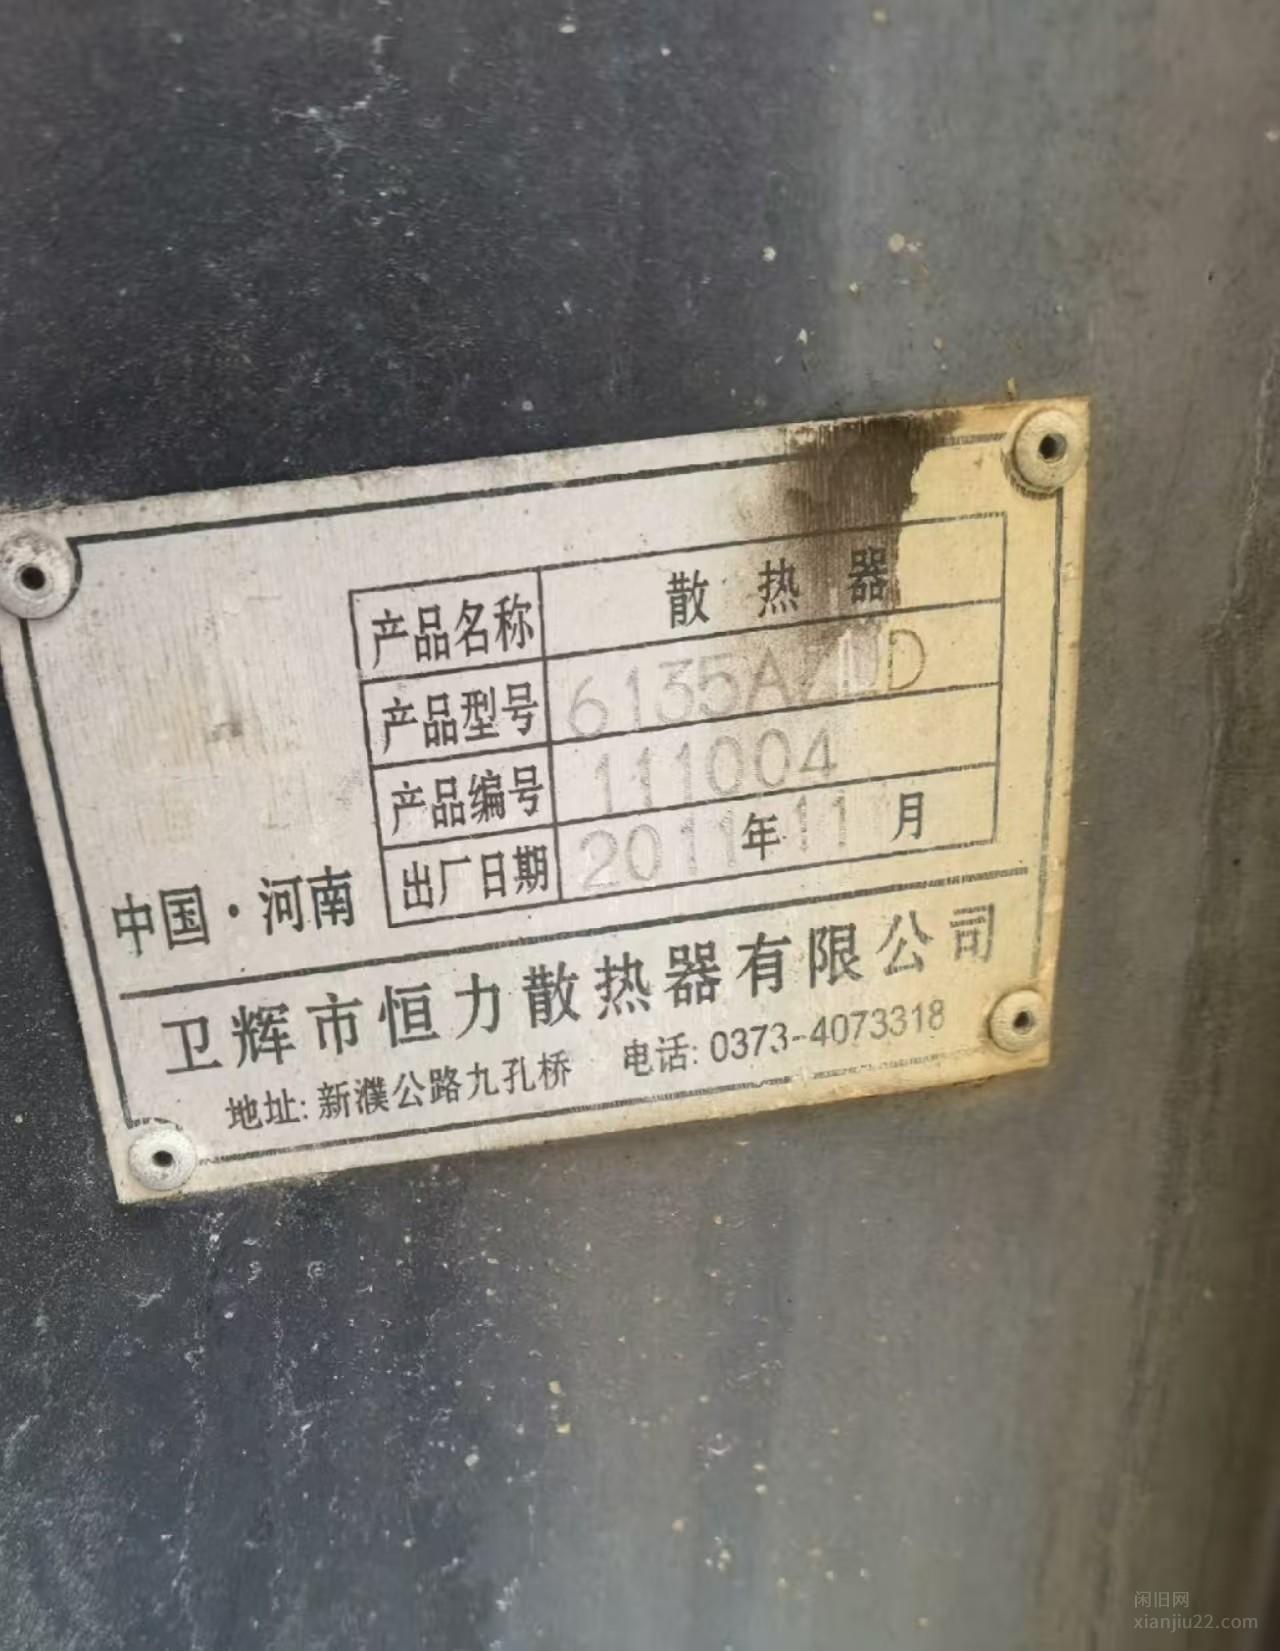 产品名称 散热器
产品型号 6135AZLD
产品编号 111004
出厂日期 2011年11月
中国·河南
卫辉市恒力散热器有限公司
地址:新濮公路九孔桥 电话:0373-4073318
闲旧网
xianjiu22.com